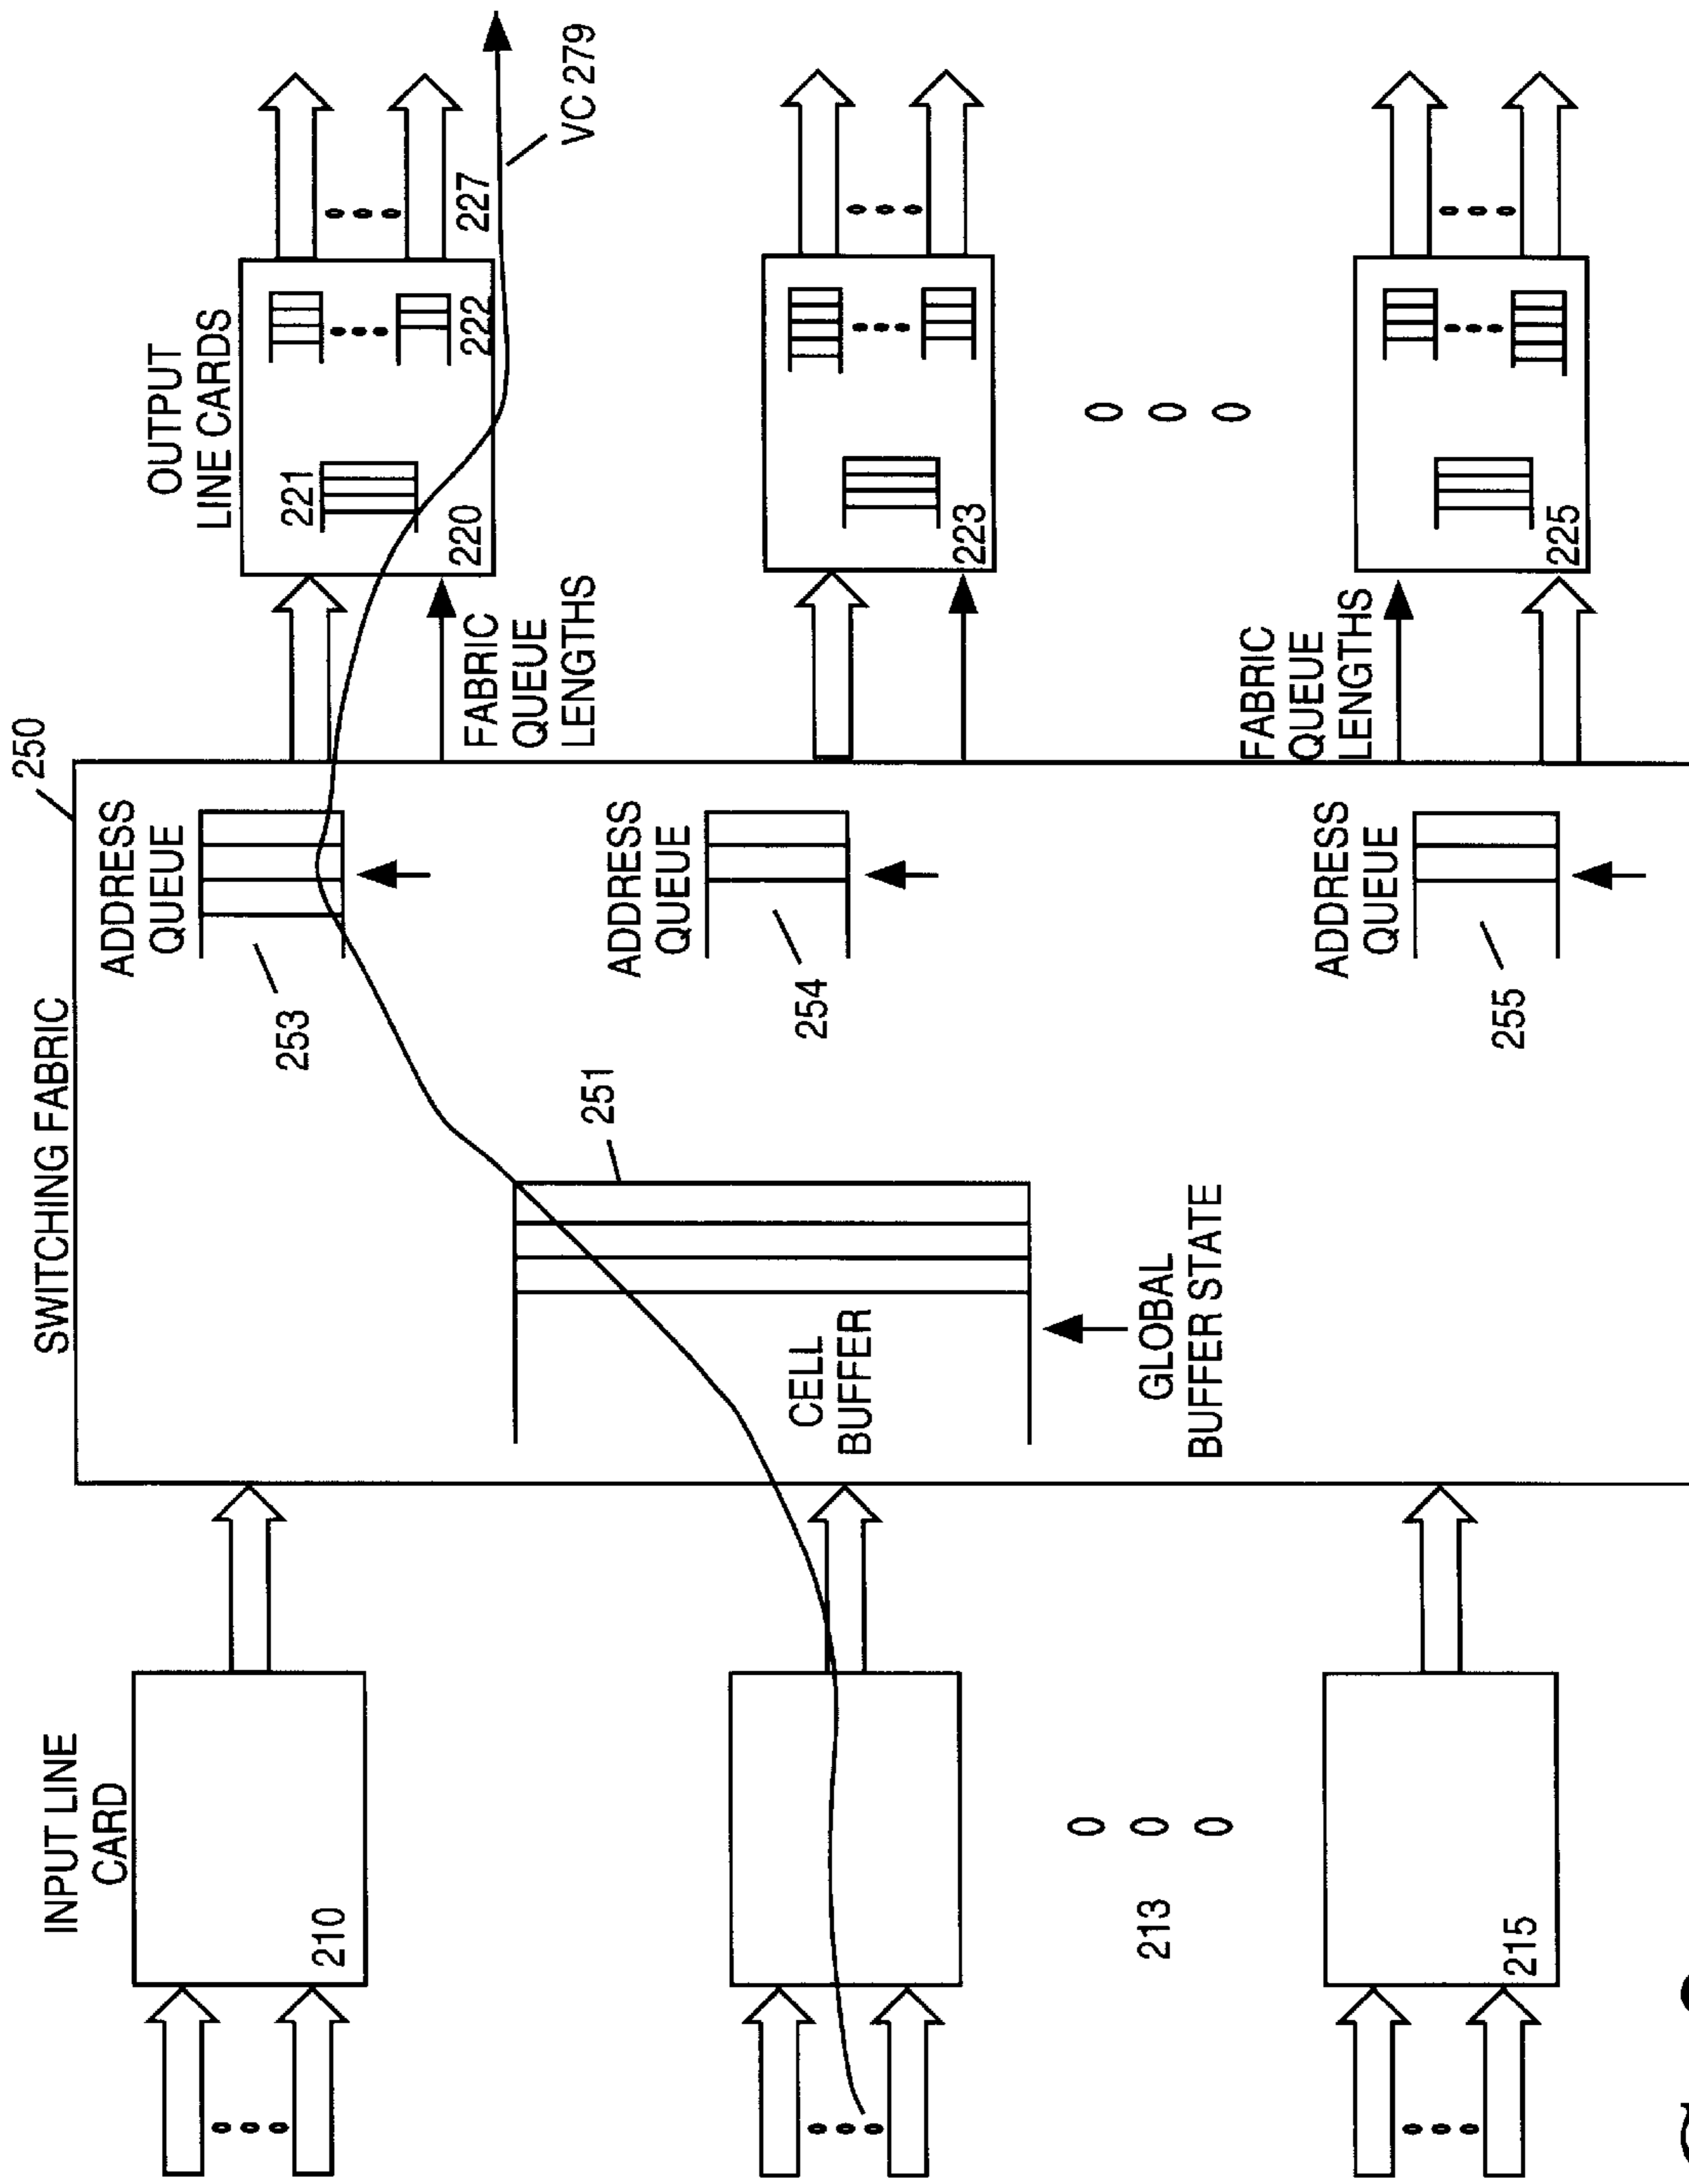 SWITCHING FABRIC
250
INPUT LINE
CARD
210
213
215
CELL
BUFFER
251
GLOBAL
BUFFER STATE
ADDRESS
QUEUE
253
ADDRESS
QUEUE
254
ADDRESS
QUEUE
255
FABRIC
QUEUE
LENGTHS
FABRIC
QUEUE
LENGTHS
OUTPUT
LINE CARDS
221
220
222
227
VC 279
223
225